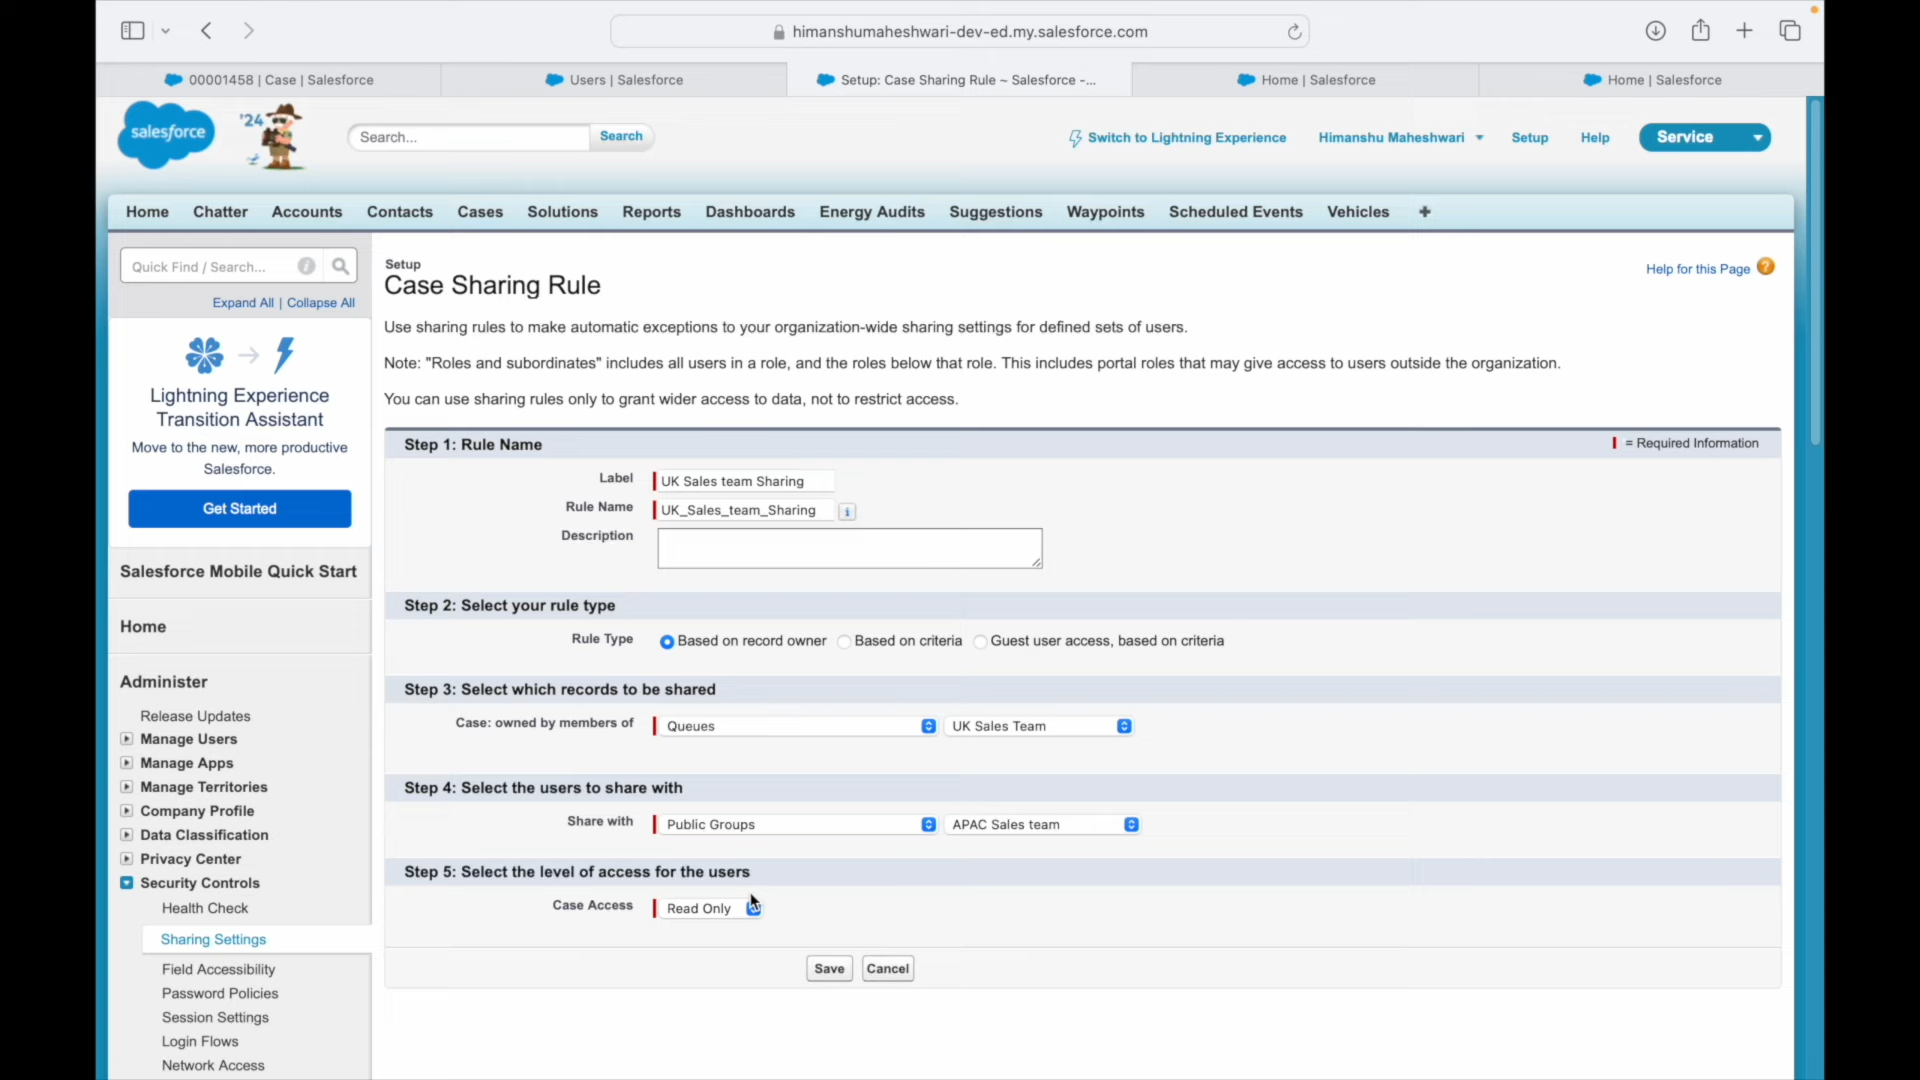 himanshumaheshwari-dev-ed.my.salesforce.com
00001458 | Case | Salesforce
Users | Salesforce
Setup: Case Sharing Rule ~ Salesforce -...
Home | Salesforce
Home | Salesforce
salesforce
'24
Search...
Search
Switch to Lightning Experience
Himanshu Maheshwari
Setup
Help
Service
Home
Chatter
Accounts
Contacts
Cases
Solutions
Reports
Dashboards
Energy Audits
Suggestions
Waypoints
Scheduled Events
Vehicles
+
Quick Find / Search...
i
Expand All | Collapse All
Lightning Experience
Transition Assistant
Move to the new, more productive
Salesforce.
Get Started
Salesforce Mobile Quick Start
Home
Administer
Release Updates
Manage Users
Manage Apps
Manage Territories
Company Profile
Data Classification
Privacy Center
Security Controls
Health Check
Sharing Settings
Field Accessibility
Password Policies
Session Settings
Login Flows
Network Access
Setup
Case Sharing Rule
Help for this Page ?
Use sharing rules to make automatic exceptions to your organization-wide sharing settings for defined sets of users.
Note: "Roles and subordinates" includes all users in a role, and the roles below that role. This includes portal roles that may give access to users outside the organization.
You can use sharing rules only to grant wider access to data, not to restrict access.
Step 1: Rule Name
= Required Information
Label UK Sales team Sharing
Rule Name UK_Sales_team_Sharing i
Description
Step 2: Select your rule type
Rule Type Based on record owner Based on criteria Guest user access, based on criteria
Step 3: Select which records to be shared
Case: owned by members of Queues UK Sales Team
Step 4: Select the users to share with
Share with Public Groups APAC Sales team
Step 5: Select the level of access for the users
Case Access Read Only
Save Cancel